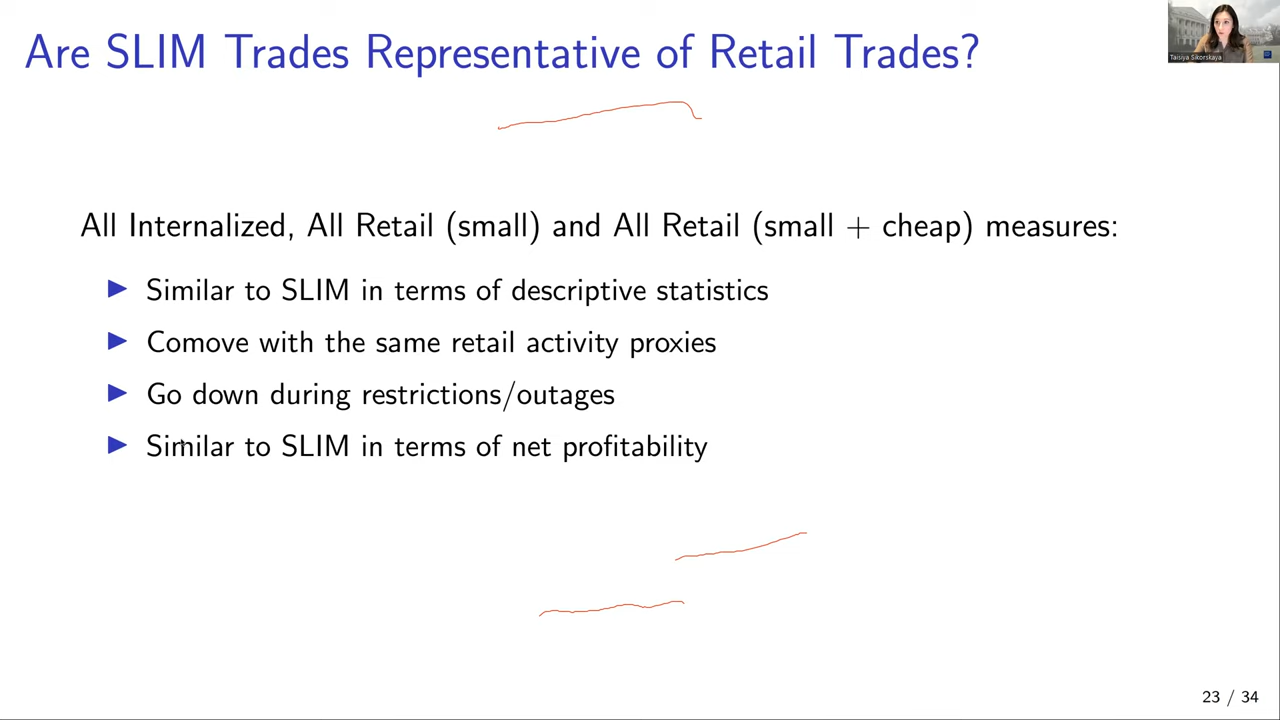 Are SLIM Trades Representative of Retail Trades?
Taisiya Sikorskaya
All Internalized, All Retail (small) and All Retail (small + cheap) measures:
Similar to SLIM in terms of descriptive statistics
Comove with the same retail activity proxies
Go down during restrictions/outages
Similar to SLIM in terms of net profitability
23 / 34